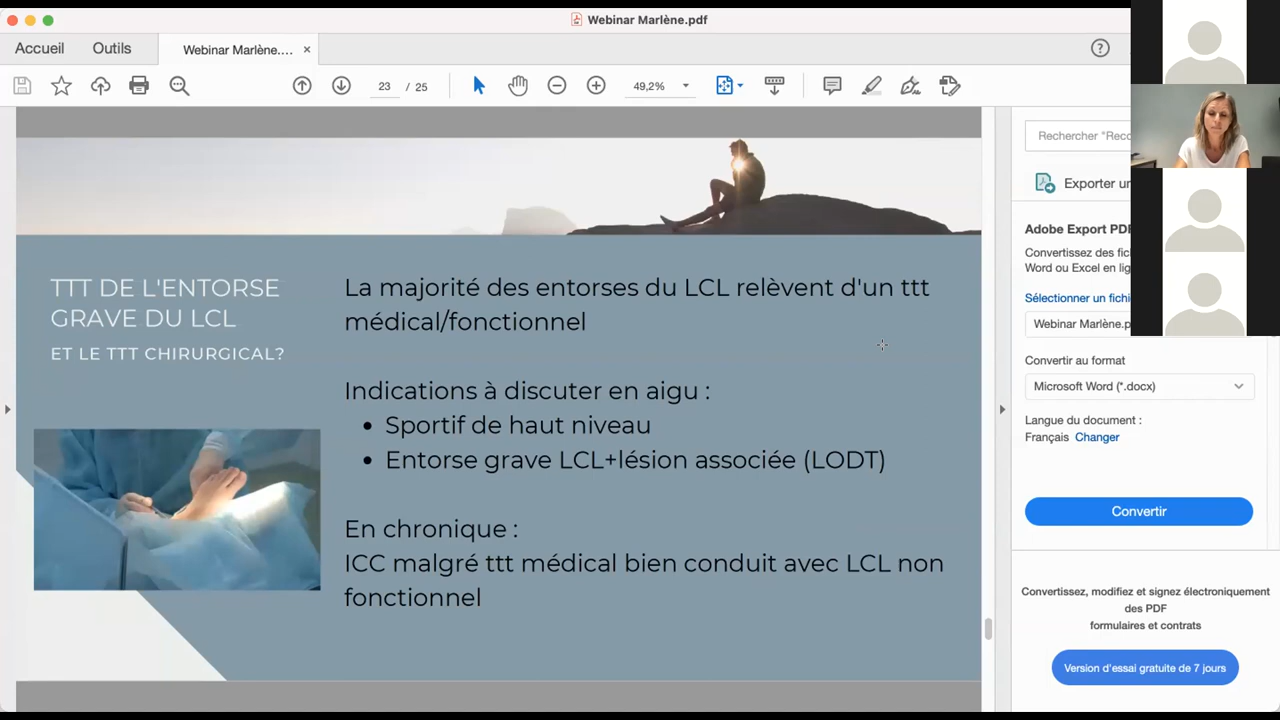 Webinar Marlène.pdf
Accueil
Outils
Webinar Marlène....
23 / 25
49,2%
TTT DE L'ENTORSE
GRAVE DU LCL
ET LE TTT CHIRURGICAL?
La majorité des entorses du LCL relèvent d'un ttt
médical/fonctionnel
Indications à discuter en aigu :
• Sportif de haut niveau
• Entorse grave LCL+lésion associée (LODT)
En chronique :
ICC malgré ttt médical bien conduit avec LCL non
fonctionnel
Rechercher "Reco
Exporter un
Adobe Export PDF
Convertissez des fic
Word ou Excel en lig
Sélectionner un fichi
Webinar Marlène.p
Convertir au format
Microsoft Word (*.docx)
Langue du document :
Français Changer
Convertir
Convertissez, modifiez et signez électroniquement
des PDF
formulaires et contrats
Version d'essai gratuite de 7 jours